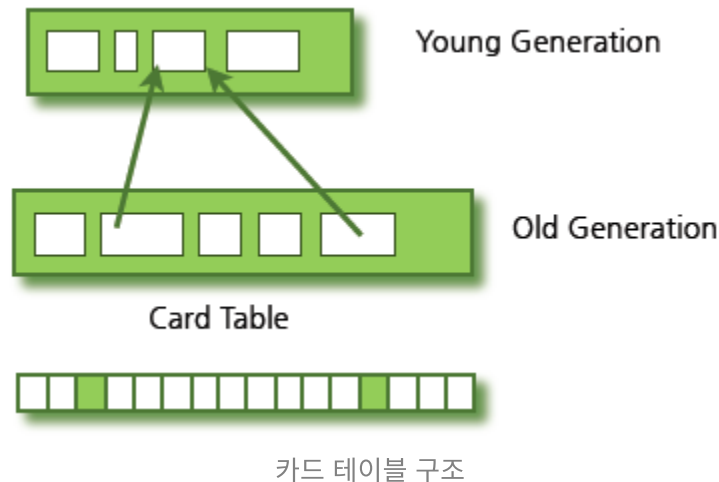 Young Generation
Old Generation
Card Table
카드 테이블 구조